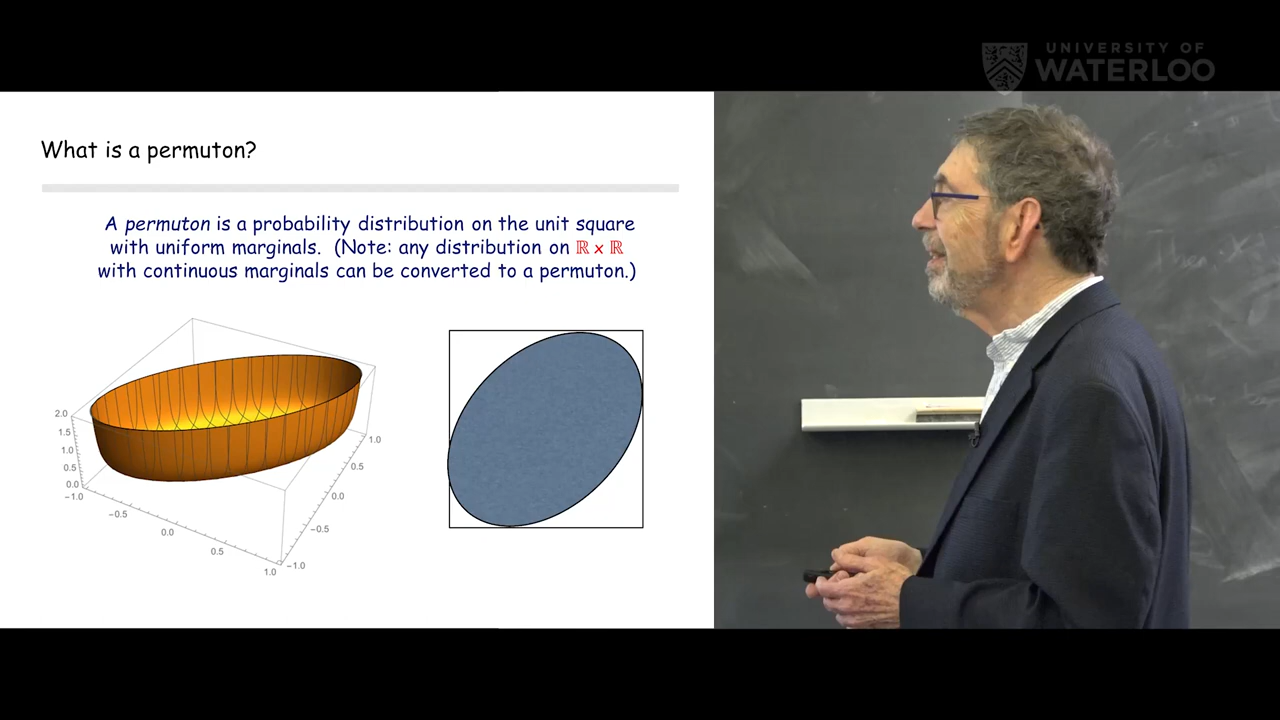 UNIVERSITY OF
WATERLOO
What is a permuton?
A permuton is a probability distribution on the unit square
with uniform marginals. (Note: any distribution on ℝ x ℝ
with continuous marginals can be converted to a permuton.)
2.0
1.5
1.0
0.5
0.0
−1.0
−0.5
0.0
0.5
1.0
1.0
0.5
0.0
−0.5
−1.0